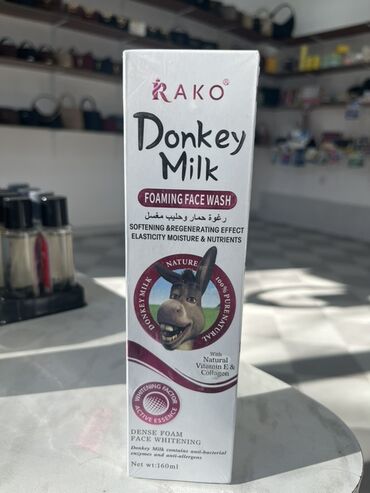 RAKO®
Donkey
Milk
FOAMING FACE WASH
رغوة حمار وحليب مغسل
SOFTENING &REGENERATING EFFECT
ELASTICITY MOISTURE & NUTRIENTS
DONKEY MILK NATURE 100% PURE NATURAL
With
Natural
Vitamin E &
Collagen
WHITENING FACTOR
ACTIVE ESSENCE
DENSE FOAM
FACE WHITENING
Donkey Milk contains anti-bacterial
enzymes and anti-allergens
Net wt:160ml